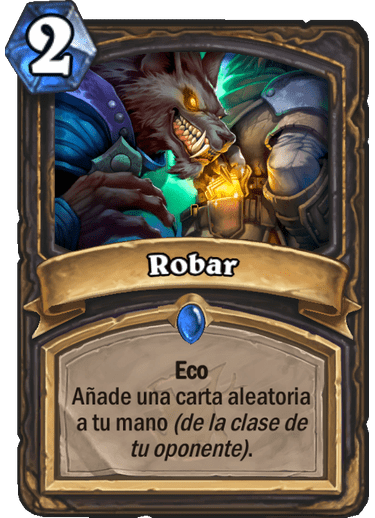 2
Robar
Eco
Añade una carta aleatoria
a tu mano (de la clase de
tu oponente).